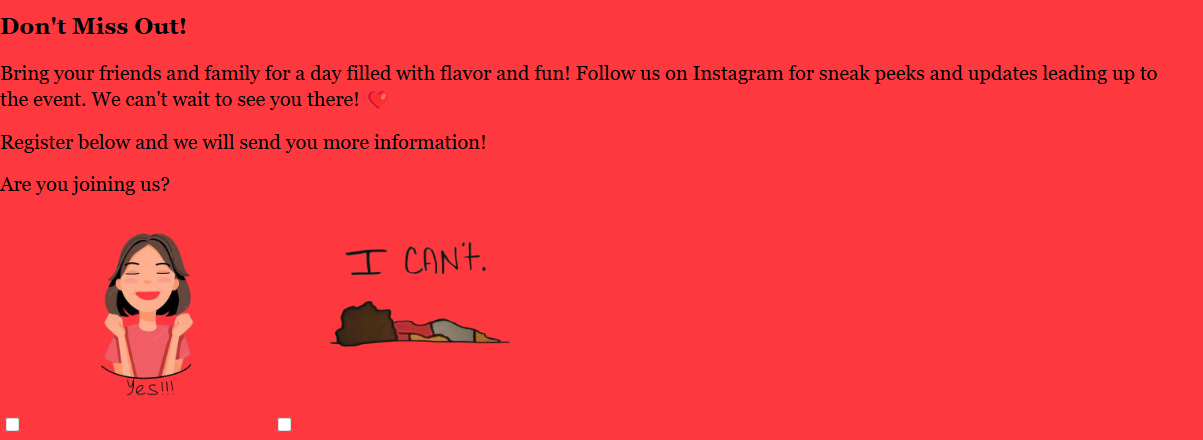 Don't Miss Out!
Bring your friends and family for a day filled with flavor and fun! Follow us on Instagram for sneak peeks and updates leading up to
the event. We can't wait to see you there! 💘
Register below and we will send you more information!
Are you joining us?
I CAN'T.
Yes!!!